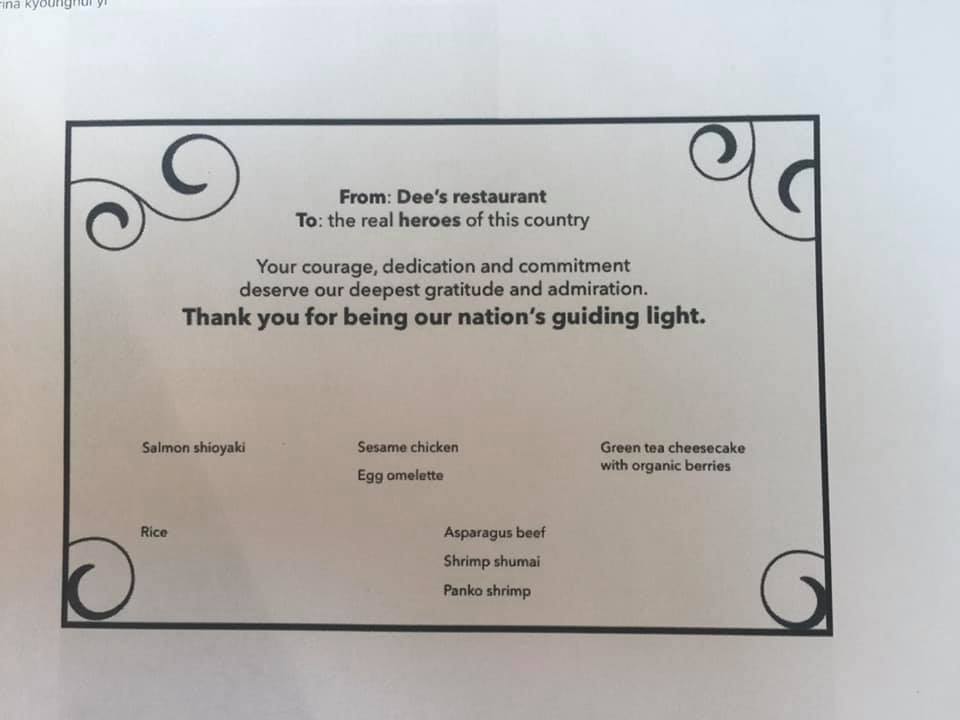 kyounghui yi
From: Dee's restaurant
To: the real heroes of this country
Your courage, dedication and commitment
deserve our deepest gratitude and admiration.
Thank you for being our nation's guiding light.
Salmon shioyaki
Sesame chicken
Egg omelette
Green tea cheesecake
with organic berries
Rice
Asparagus beef
Shrimp shumai
Panko shrimp